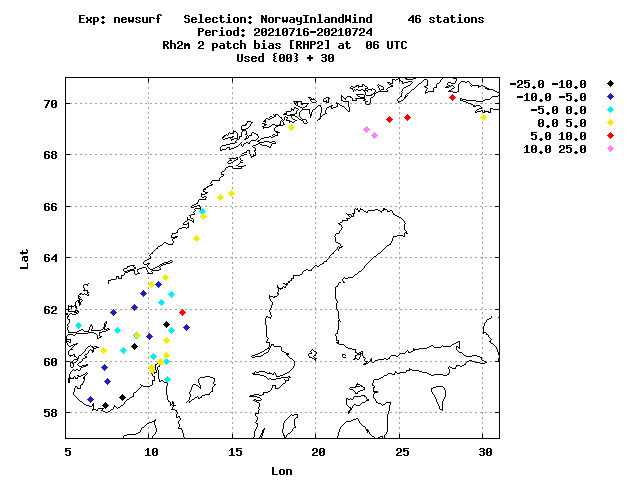 Exp: newsurf   Selection: NorwayInlandWind     46 stations
Period: 20210716-20210724
Rh2m 2 patch bias [RHP2] at  06 UTC
Used {00} + 30
-25.0 -10.0
-10.0 -5.0
-5.0 0.0
0.0 5.0
5.0 10.0
10.0 25.0
70
68
66
64
62
60
58
Lat
5 10 15 20 25 30
Lon